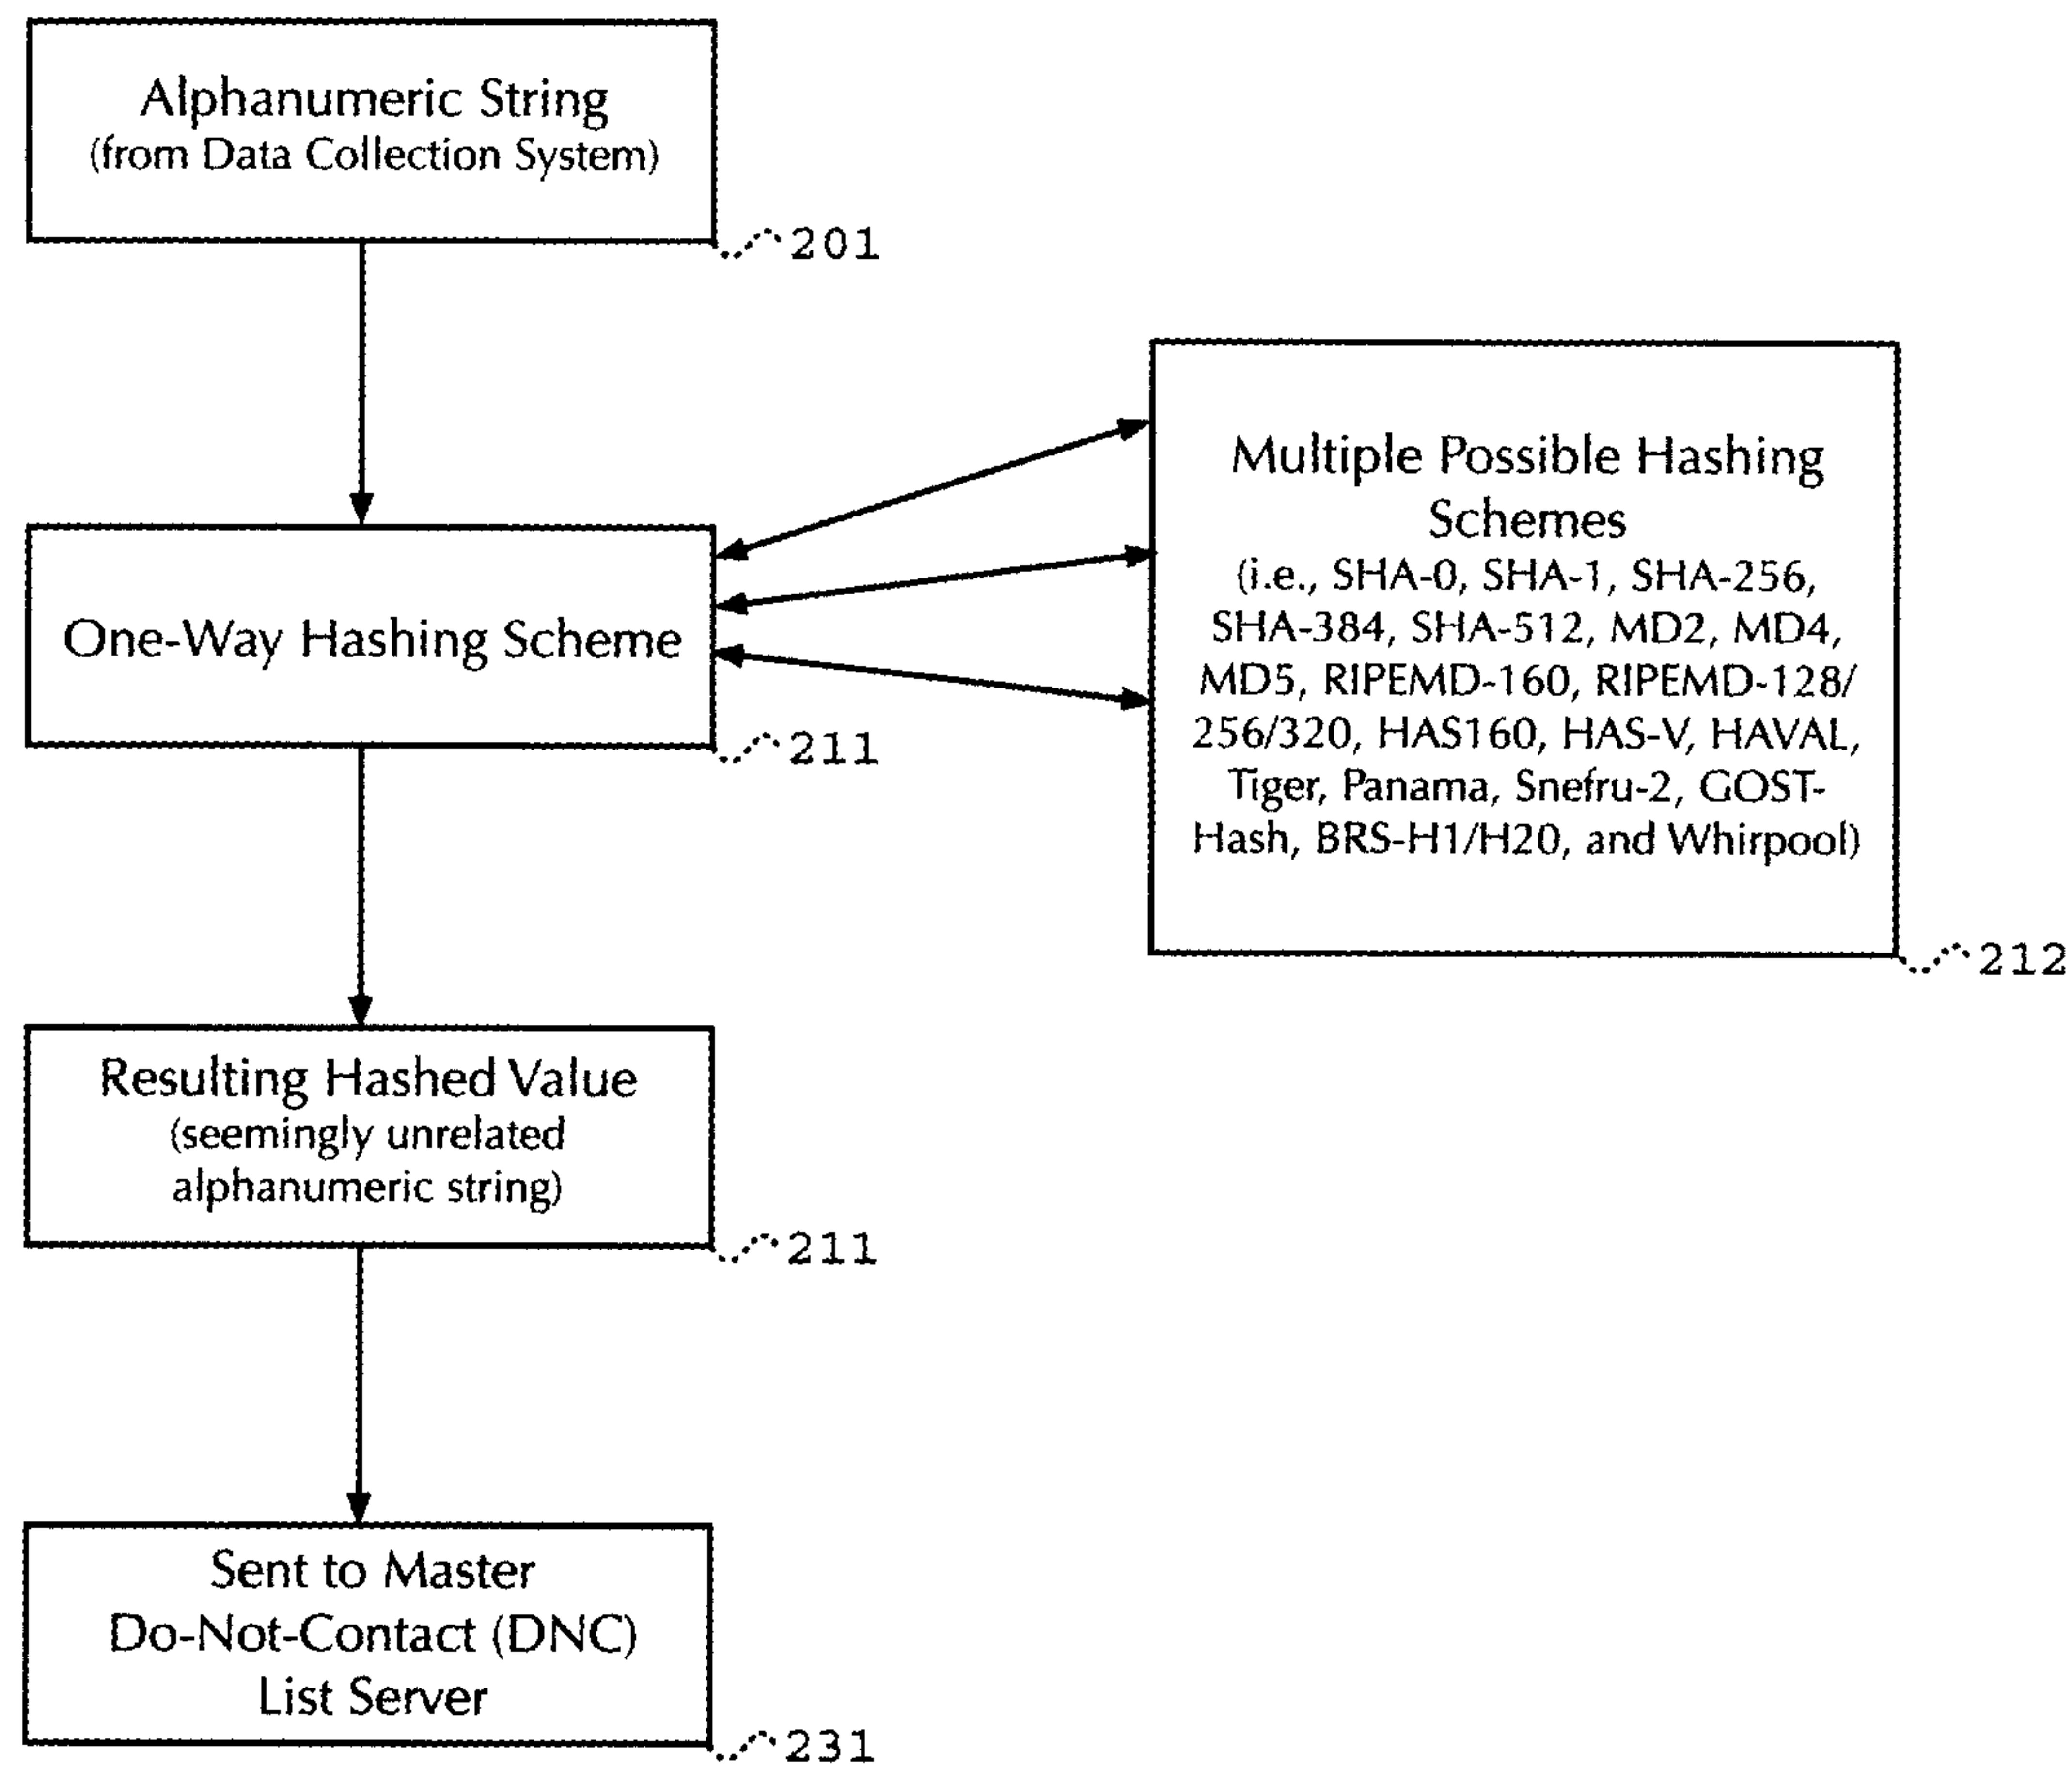 Alphanumeric String
(from Data Collection System)
201
One-Way Hashing Scheme
211
Multiple Possible Hashing
Schemes
(i.e., SHA-0, SHA-1, SHA-256,
SHA-384, SHA-512, MD2, MD4,
MD5, RIPEMD-160, RIPEMD-128/
256/320, HAS160, HAS-V, HAVAL,
Tiger, Panama, Snefru-2, GOST-
Hash, BRS-H1/H20, and Whirpool)
212
Resulting Hashed Value
(seemingly unrelated
alphanumeric string)
211
Sent to Master
Do-Not-Contact (DNC)
List Server
231